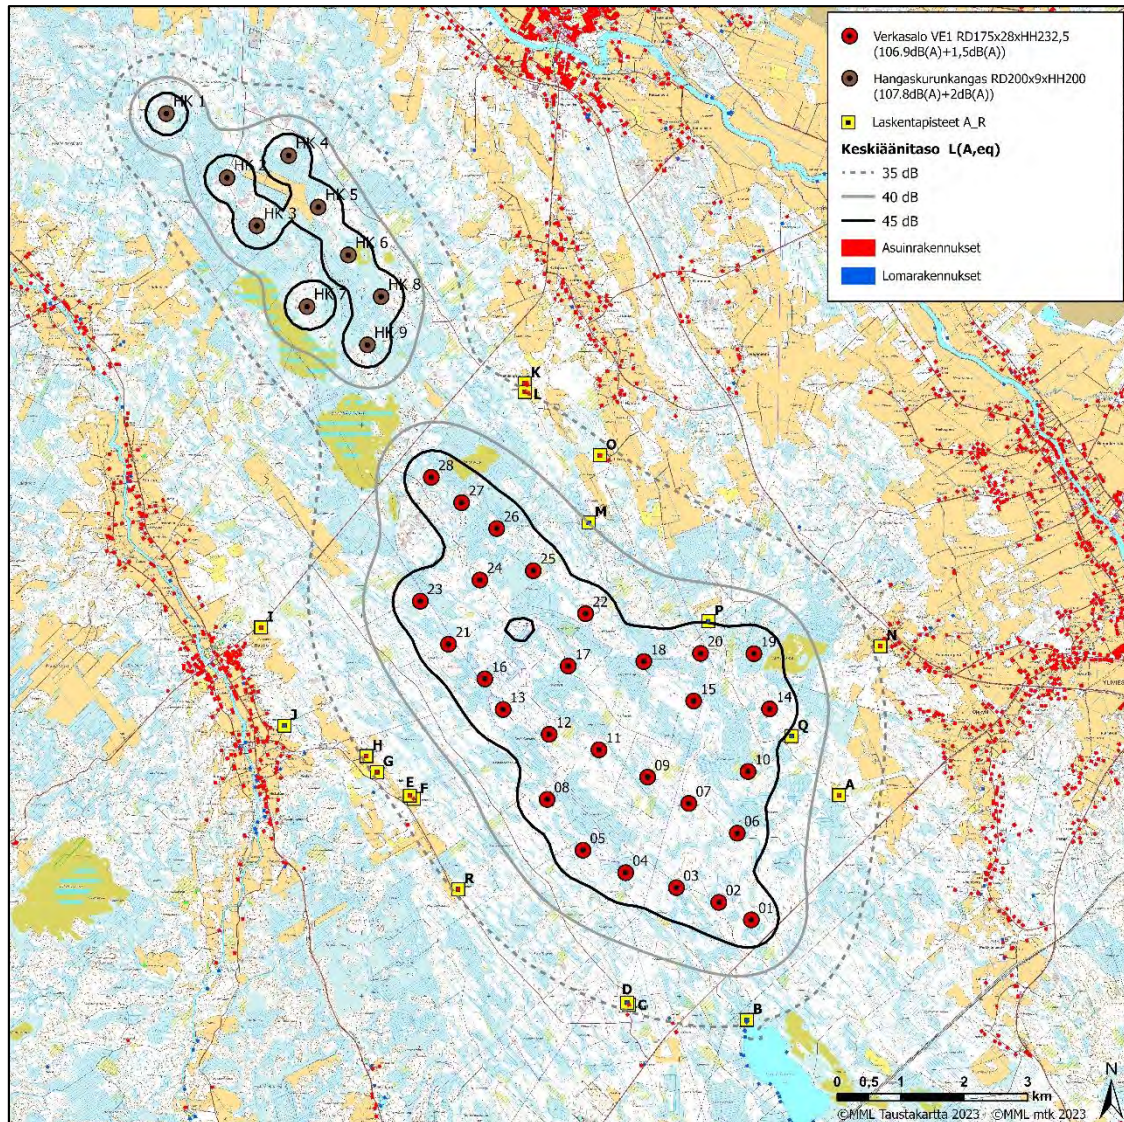 Verkasalo VE1 RD175x28xHH232,5
(106.9dB(A)+1,5dB(A))
Hangaskurunkangas RD200x9xHH200
(107.8dB(A)+2dB(A))
Laskentapisteet A_R
Keskiäänitaso L(A,eq)
35 dB
40 dB
45 dB
Asuinrakennukset
Lomarakennukset
HK 1
HK 4
HK 2
HK 5
HK 3
HK 6
HK 8
HK 7
HK 9
K
L
O
28
27
M
26
25
24
23
22
P
I
21
20
19
N
18
17
16
15
13
14
J
12
Q
11
H
G
10
09
E
F
08
07
A
06
05
04
R
03
02
01
D
C
B
N
0 0,5 1 2 3
km
©MML Taustakartta 2023 ©MML mtk 2023